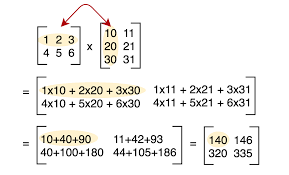 1 2 3
4 5 6
x
10 11
20 21
30 31
= 1x10 + 2x20 + 3x30 1x11 + 2x21 + 3x31
4x10 + 5x20 + 6x30 4x11 + 5x21 + 6x31
= 10+40+90 11+42+93
40+100+180 44+105+186
= 140 146
320 335